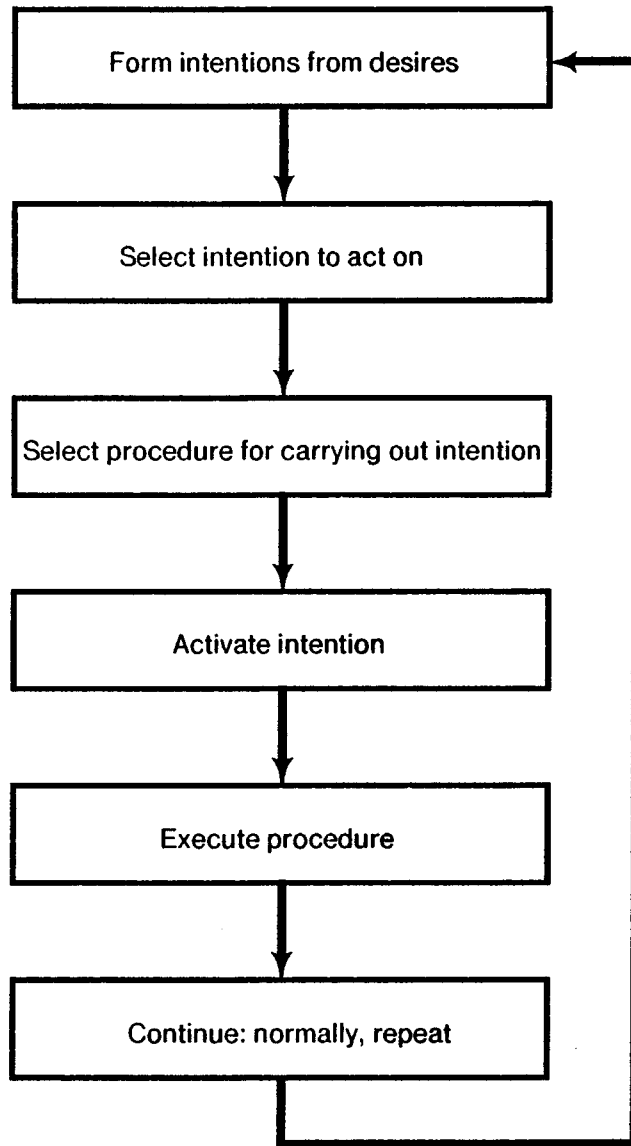 Form intentions from desires
Select intention to act on
Select procedure for carrying out intention
Activate intention
Execute procedure
Continue: normally, repeat